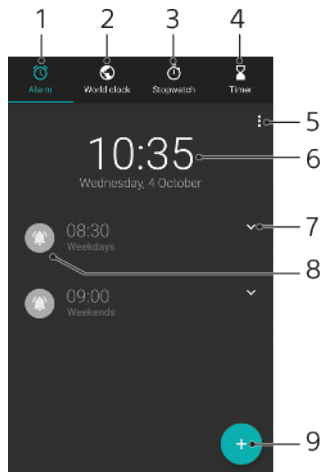 1 2 3 4
Alarm World clock Stopwatch Timer
5
10:35 6
Wednesday, 4 October
08:30 7
Weekdays
8
09:00
Weekends
+ 9